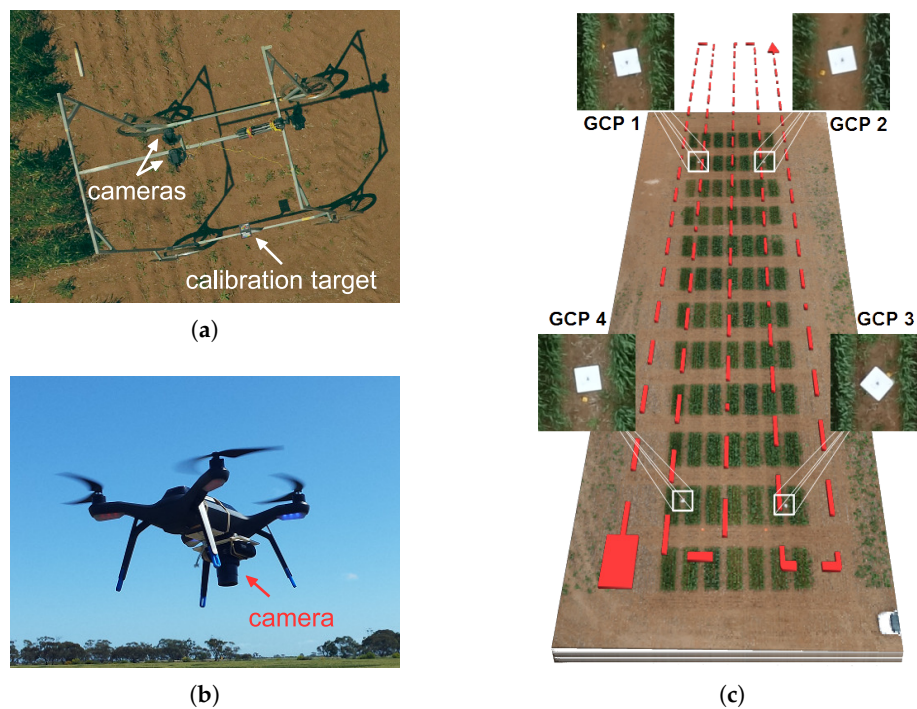 cameras
calibration target
(a)
camera
(b)
GCP 1
GCP 2
GCP 4
GCP 3
(c)